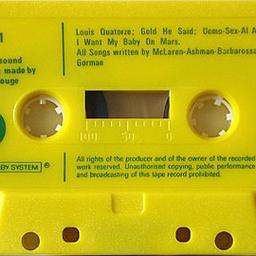 1
Louis Quatorze; Gold He Said; Uomo-Sex-Al A
I Want My Baby On Mars.
All Songs written by McLaren-Ashman-Barbarossa
Gorman
sound
made by
ouge
100 50 0
BY SYSTEM ®
All rights of the producer and of the owner of the recorded
work reserved. Unauthorised copying, public performance
and broadcasting of this tape record prohibited.